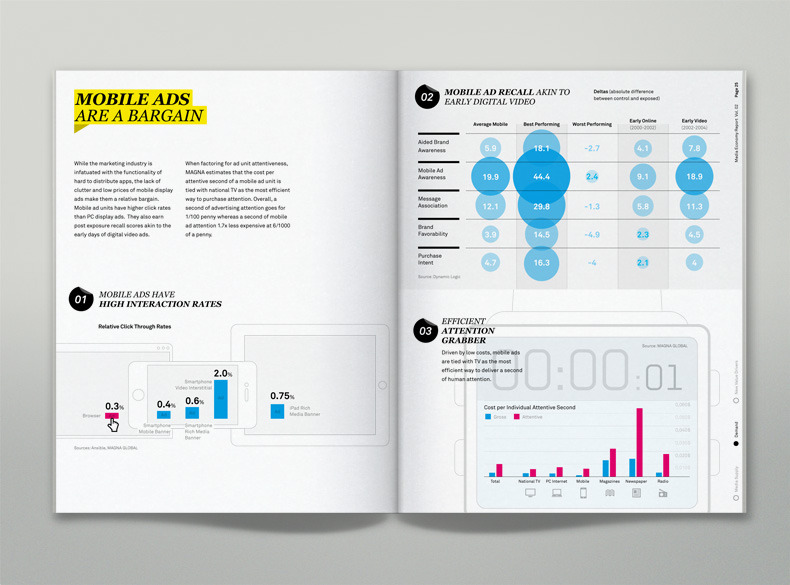 MOBILE ADS
ARE A BARGAIN
While the marketing industry is
infatuated with the functionality of
hard to distribute apps, the lack of
clutter and low prices of mobile display
ads make them a relative bargain.
Mobile ad units have higher click rates
than PC display ads. They also earn
post exposure recall scores akin to the
early days of digital video ads.
When factoring for ad unit attentiveness,
MAGNA estimates that the cost per
attentive second of a mobile ad unit is
tied with national TV as the most efficient
way to purchase attention. Overall, a
second of advertising attention goes for
1/100 penny whereas a second of mobile
ad attention 1.7x less expensive at 6/1000
of a penny.
01
MOBILE ADS HAVE
HIGH INTERACTION RATES
Relative Click Through Rates
Browser
0.3%
0.4%
Smartphone
Mobile Banner
0.6%
Smartphone
Rich Media
Banner
Smartphone
Video Interstitial
2.0%
0.75%
iPad Rich
Media Banner
Sources: Ansible, MAGNA GLOBAL
02
MOBILE AD RECALL AKIN TO
EARLY DIGITAL VIDEO
Deltas (absolute difference
between control and exposed)
Average Mobile Best Performing Worst Performing Early Online (2000-2002) Early Video (2002-2004)
Aided Brand Awareness 5.9 18.1 -2.7 4.1 7.8
Mobile Ad Awareness 19.9 44.4 2.4 9.1 18.9
Message Association 12.1 29.8 -1.3 5.8 11.3
Brand Favorability 3.9 14.5 -4.9 2.3 4.5
Purchase Intent 4.7 16.3 -4 2.1 4
Source: Dynamic Logic
03
EFFICIENT
ATTENTION
GRABBER
Driven by low costs, mobile ads
are tied with TV as the most
efficient way to deliver a second
of human attention.
Source: MAGNA GLOBAL
00:00:01
Cost per Individual Attentive Second
Gross Attentive
Total National TV PC Internet Mobile Magazines Newspaper Radio
Media Economy Report Vol. 02 Page 25
New Value Drivers
Demand
Media Supply